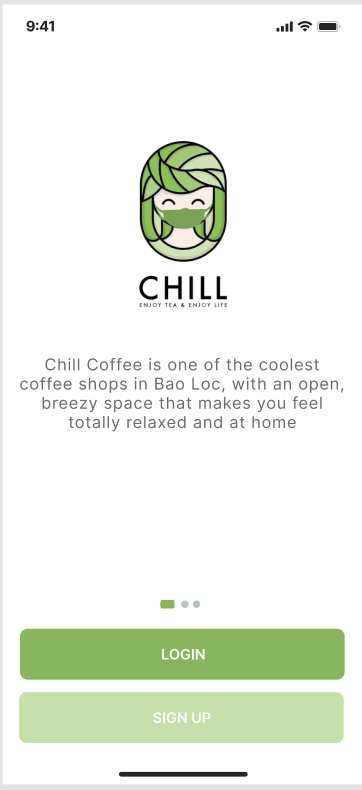 9:41
CHILL
ENJOY TEA & ENJOY LIFE
Chill Coffee is one of the coolest
coffee shops in Bao Loc, with an open,
breezy space that makes you feel
totally relaxed and at home
LOGIN
SIGN UP